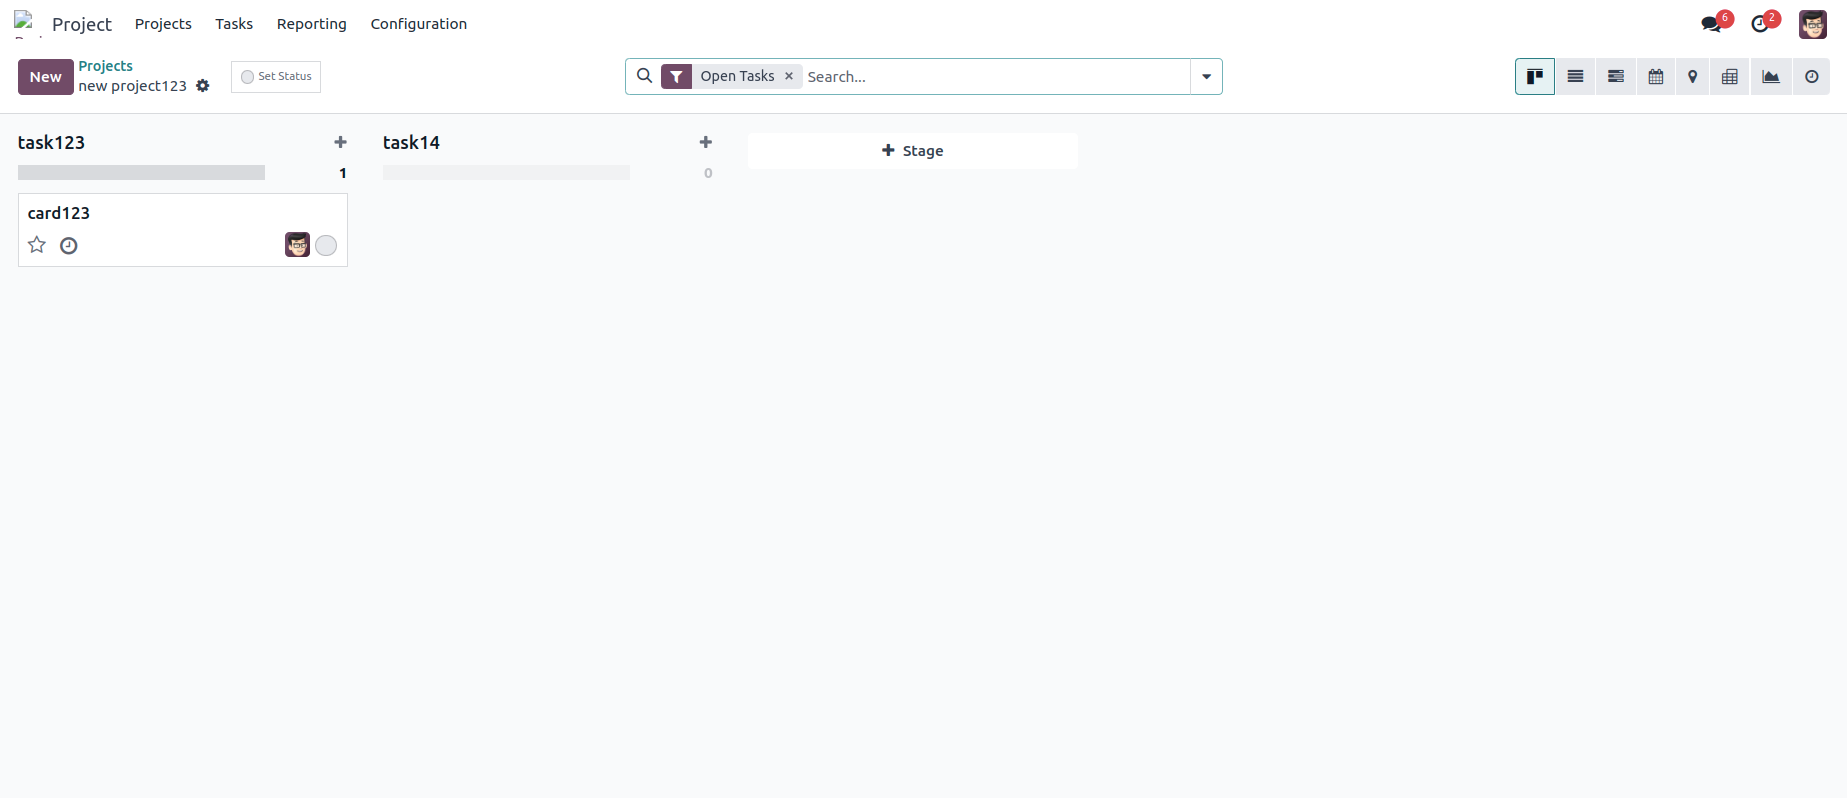 Project
Projects
Tasks
Reporting
Configuration
6
2
New
Projects
new project123
Set Status
Open Tasks
Search...
task123
1
task14
0
Stage
card123